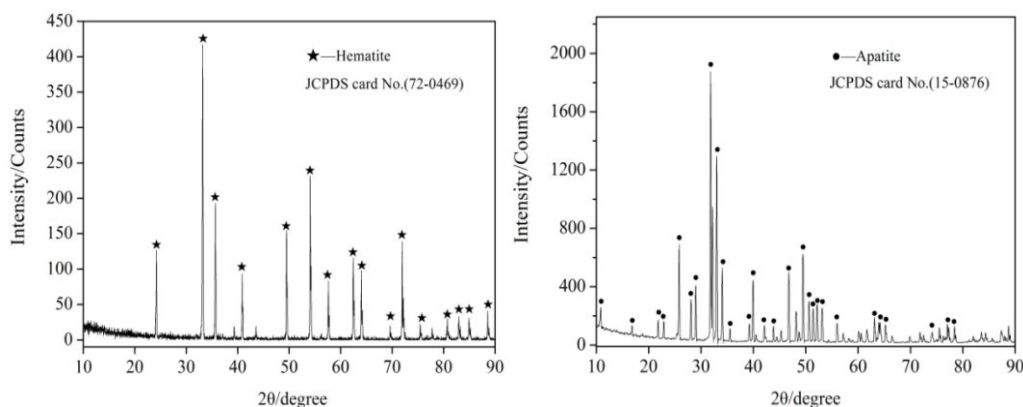 450
400
350
300
250
200
150
100
50
0
Intensity/Counts
★—Hematite
JCPDS card No.(72-0469)
10 20 30 40 50 60 70 80 90
2θ/degree
2000
1600
1200
800
400
0
Intensity/Counts
●—Apatite
JCPDS card No.(15-0876)
10 20 30 40 50 60 70 80 90
2θ/degree